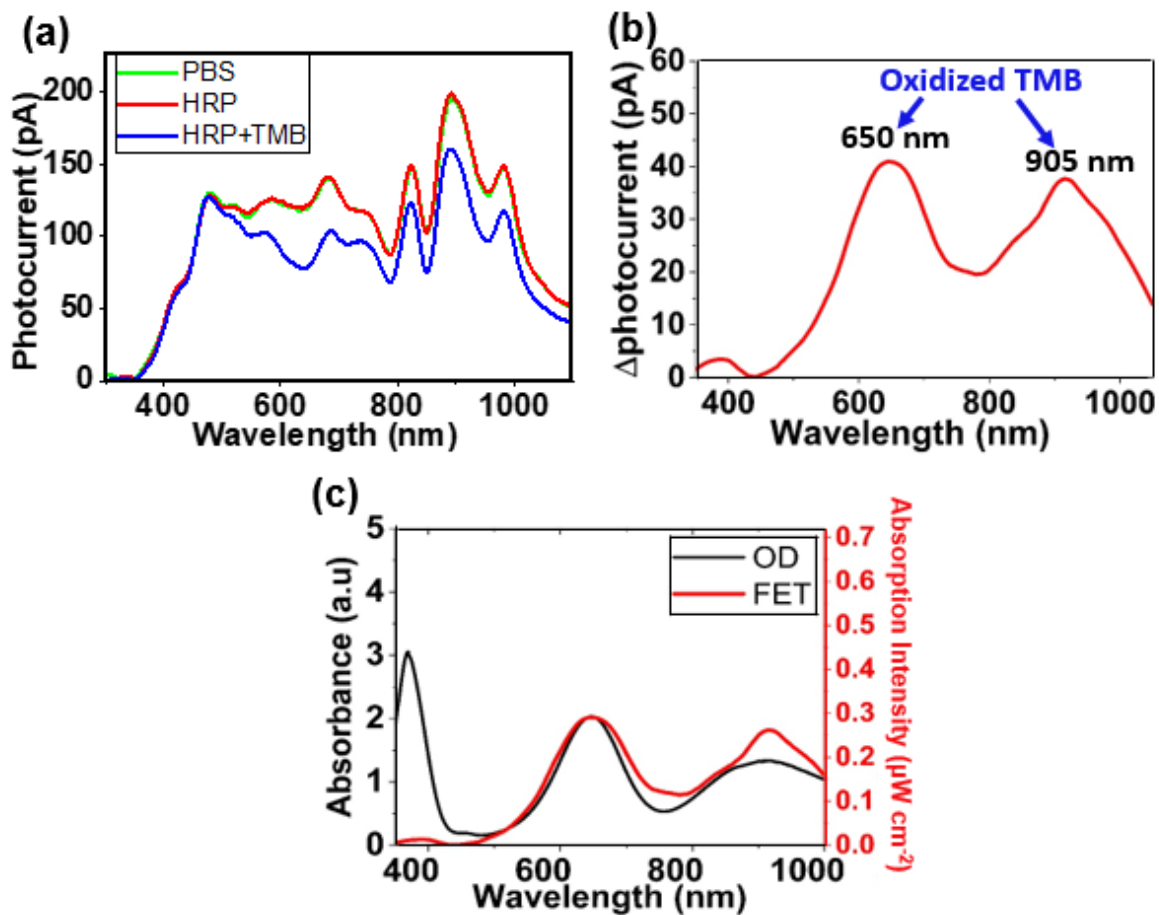 (a)
PBS
HRP
HRP+TMB
Photocurrent (pA)
200
150
100
50
0
400 600 800 1000
Wavelength (nm)
(b)
Oxidized TMB
650 nm
905 nm
Δphotocurrent (pA)
60
50
40
30
20
10
0
400 600 800 1000
Wavelength (nm)
(c)
OD
FET
Absorbance (a.u)
5
4
3
2
1
0
400 600 800 1000
Wavelength (nm)
0.7
0.6
0.5
0.4
0.3
0.2
0.1
0.0
Absorption Intensity (μW cm⁻²)